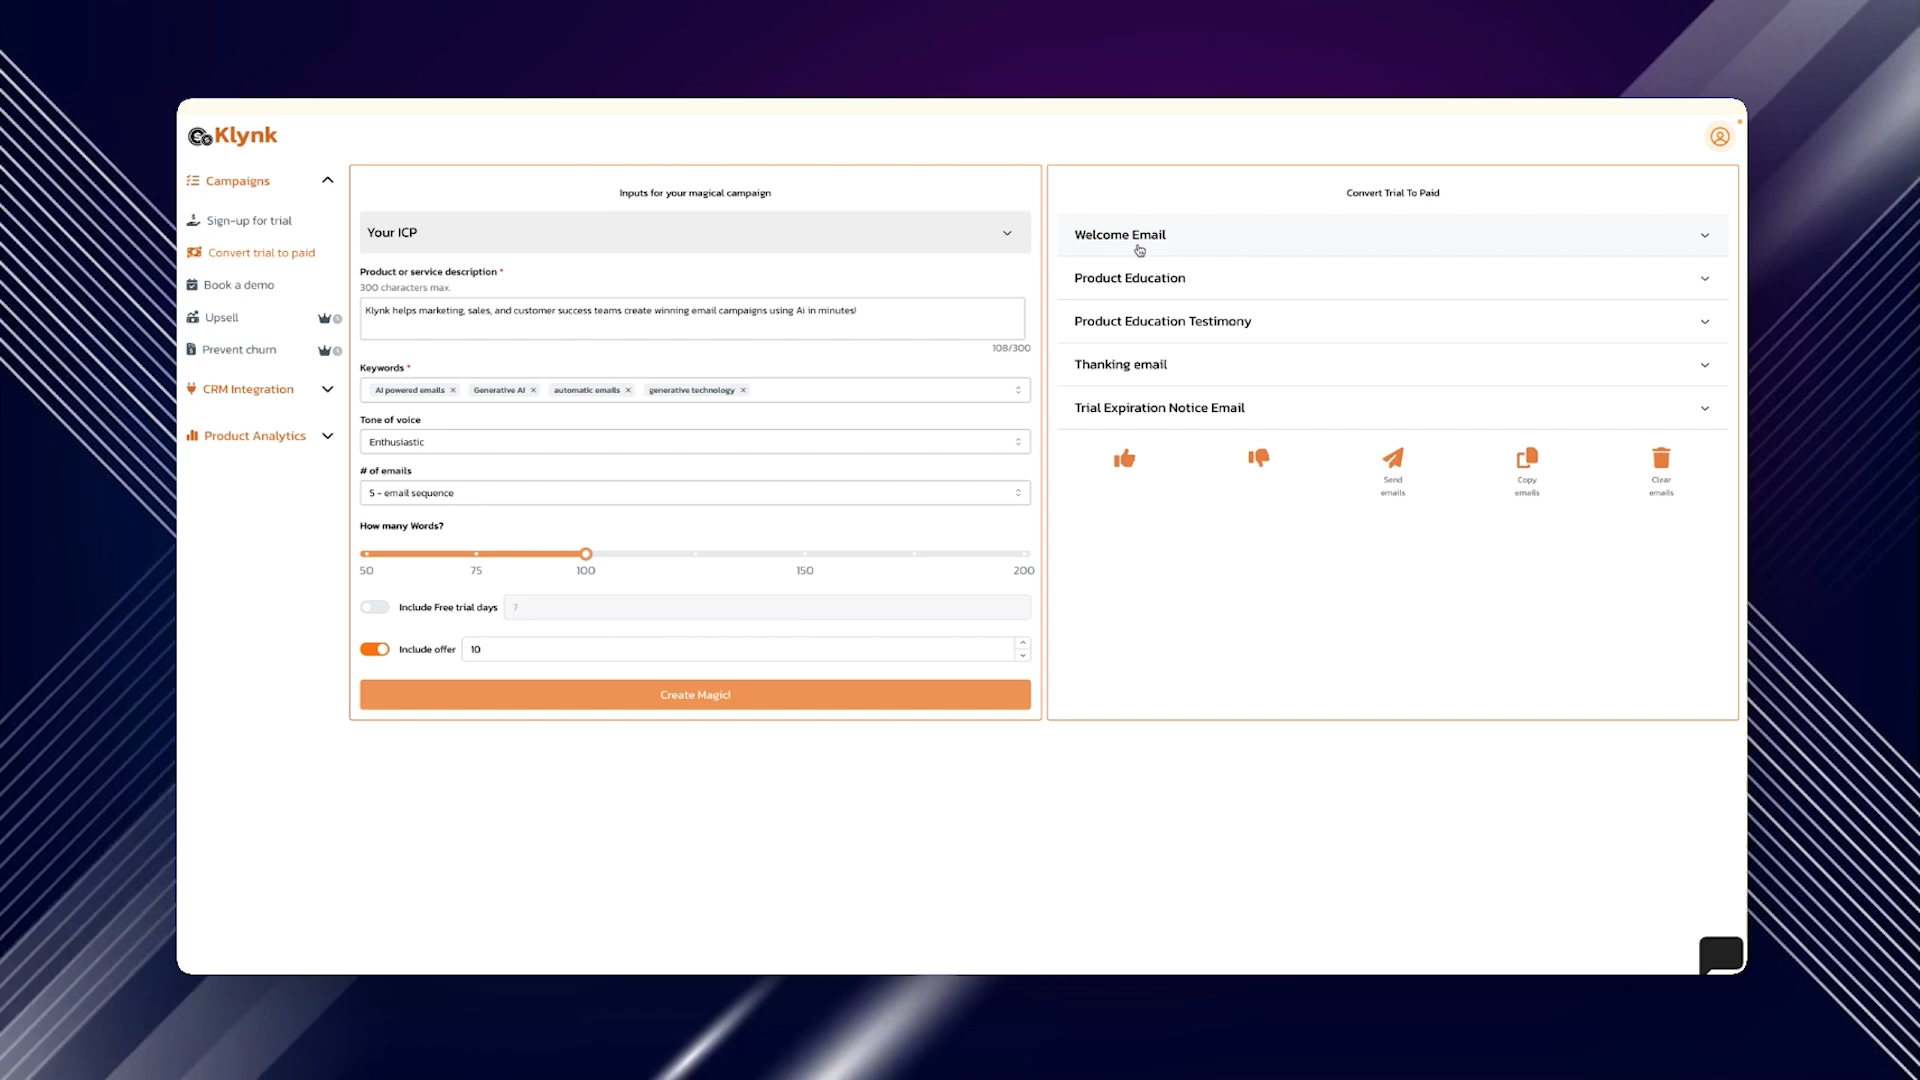 Klynk
Campaigns
Sign-up for trial
Convert trial to paid
Book a demo
Upsell
Prevent churn
CRM Integration
Product Analytics
Inputs for your magical campaign
Your ICP
Product or service description *
300 characters max.
Klynk helps marketing, sales, and customer success teams create winning email campaigns using Ai in minutes!
108/300
Keywords *
AI powered emails × Generative AI × automatic emails × generative technology ×
Tone of voice
Enthusiastic
# of emails
5 - email sequence
How many Words?
50 75 100 150 200
Include Free trial days 7
Include offer 10
Create Magic!
Convert Trial To Paid
Welcome Email
Product Education
Product Education Testimony
Thanking email
Trial Expiration Notice Email
Send emails
Copy emails
Clear emails